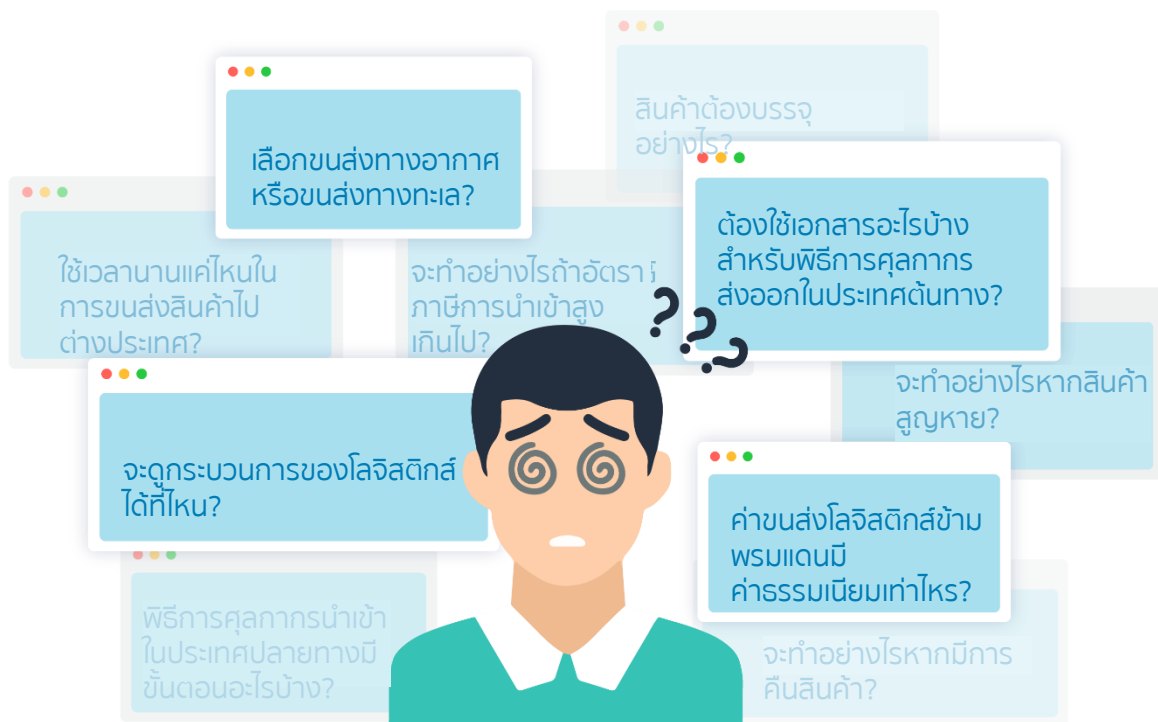 สินค้าต้องบรรจุ
อย่างไร?
เลือกขนส่งทางอากาศ
หรือขนส่งทางทะเล?
ต้องใช้เอกสารอะไรบ้าง
สำหรับพิธีการศุลกากร
ส่งออกในประเทศต้นทาง?
ใช้เวลานานแค่ไหนใน
การขนส่งสินค้าไป
ต่างประเทศ?
จะทำอย่างไรถ้าอัตรา
ภาษีการนำเข้าสูง
เกินไป?
???
จะทำอย่างไรหากสินค้า
สูญหาย?
จะดูกระบวนการของโลจิสติกส์
ได้ที่ไหน?
ค่าขนส่งโลจิสติกส์ข้าม
พรมแดนมี
ค่าธรรมเนียมเท่าไหร?
พิธีการศุลกากรนำเข้า
ในประเทศปลายทางมี
ขั้นตอนอะไรบ้าง?
จะทำอย่างไรหากมีการ
คืนสินค้า?